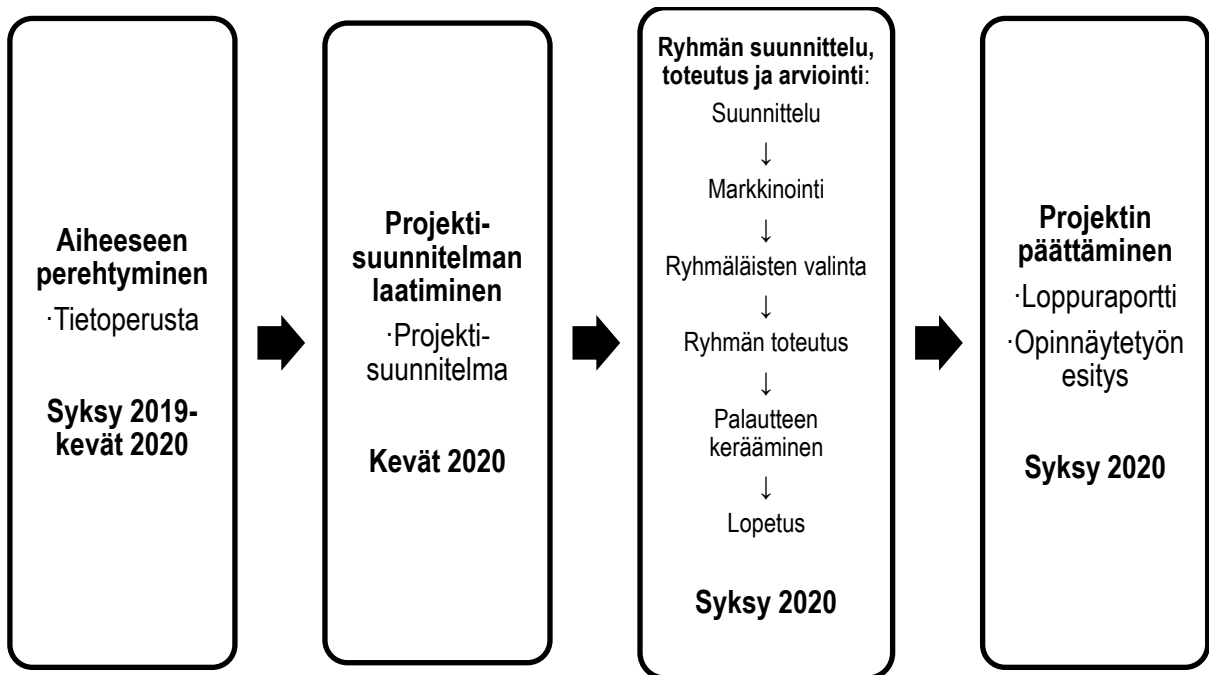 Aiheeseen
perehtyminen
·Tietoperusta
Syksy 2019-
kevät 2020
Projekti-
suunnitelman
laatiminen
·Projekti-
suunnitelma
Kevät 2020
Ryhmän suunnittelu,
toteutus ja arviointi:
Suunnittelu
↓
Markkinointi
↓
Ryhmäläisten valinta
↓
Ryhmän toteutus
↓
Palautteen
kerääminen
↓
Lopetus
Syksy 2020
Projektin
päättäminen
·Loppuraportti
·Opinnäytetyön
esitys
Syksy 2020